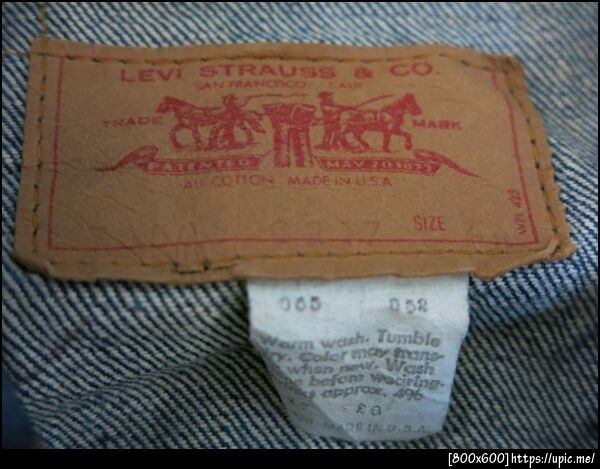 LEVI STRAUSS & CO.
SAN FRANCISCO CALIF
TRADE MARK
PATENTED MAY 20 1873
ALL COTTON MADE IN U.S.A.
SIZE
WPL 423
065 052
Warm wash. Tumble
dry. Color may trans-
when new. Wash
before wearing.
approx. 4%
MADE IN U.S.A.
[800x600]https://upic.me/